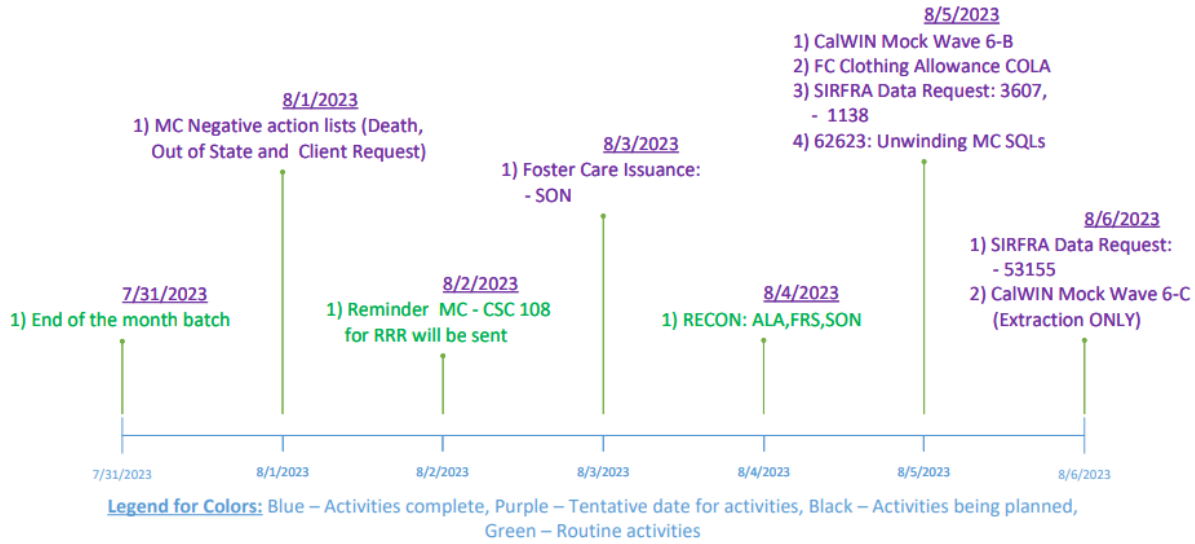 8/5/2023
1) CalWIN Mock Wave 6-B
2) FC Clothing Allowance COLA
3) SIRFRA Data Request: 3607,
- 1138
4) 62623: Unwinding MC SQLs
8/1/2023
1) MC Negative action lists (Death,
Out of State and Client Request)
8/3/2023
1) Foster Care Issuance:
- SON
8/6/2023
1) SIRFRA Data Request:
- 53155
2) CalWIN Mock Wave 6-C
(Extraction ONLY)
7/31/2023
1) End of the month batch
8/2/2023
1) Reminder MC - CSC 108
for RRR will be sent
8/4/2023
1) RECON: ALA,FRS,SON
7/31/2023
8/1/2023
8/2/2023
8/3/2023
8/4/2023
8/5/2023
8/6/2023
Legend for Colors: Blue – Activities complete, Purple – Tentative date for activities, Black – Activities being planned,
Green – Routine activities